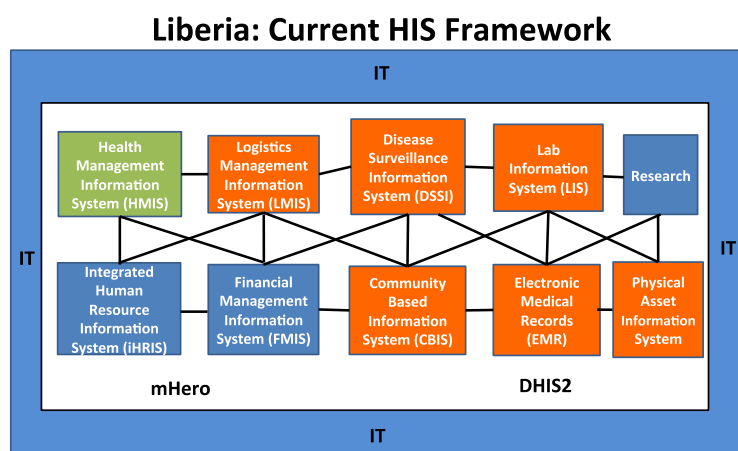 Liberia: Current HIS Framework
IT
Health
Management
Information
System (HMIS)
Logistics
Management
Information
System (LMIS)
Disease
Surveillance
Information
System (DSSI)
Lab
Information
System (LIS)
Research
IT
IT
Integrated
Human
Resource
Information
System (iHRIS)
Financial
Management
Information
System (FMIS)
Community
Based
Information
System (CBIS)
Electronic
Medical
Records
(EMR)
Physical
Asset
Information
System
mHero
DHIS2
IT